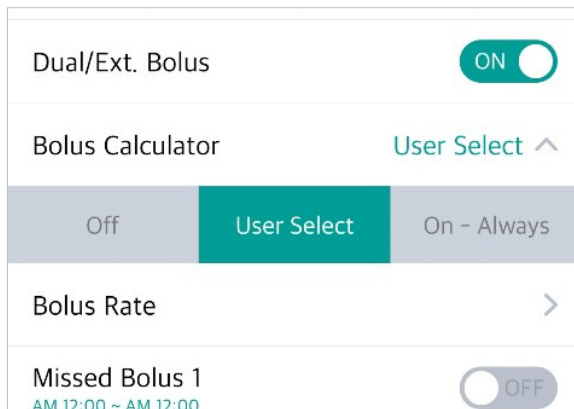 Dual/Ext. Bolus ON
Bolus Calculator User Select
Off User Select On - Always
Bolus Rate
Missed Bolus 1 OFF
AM 12:00 ~ AM 12:00